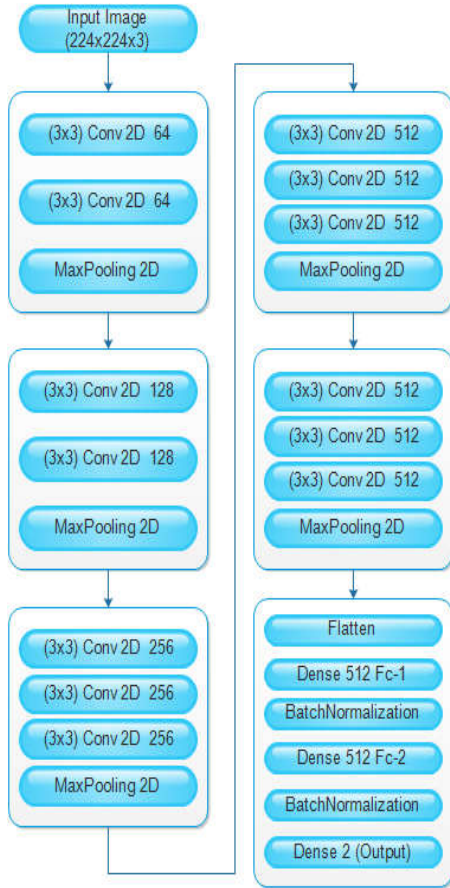 Input Image
(224x224x3)
(3x3) Conv 2D 64
(3x3) Conv 2D 64
MaxPooling 2D
(3x3) Conv 2D 128
(3x3) Conv 2D 128
MaxPooling 2D
(3x3) Conv 2D 256
(3x3) Conv 2D 256
(3x3) Conv 2D 256
MaxPooling 2D
(3x3) Conv 2D 512
(3x3) Conv 2D 512
(3x3) Conv 2D 512
MaxPooling 2D
(3x3) Conv 2D 512
(3x3) Conv 2D 512
(3x3) Conv 2D 512
MaxPooling 2D
Flatten
Dense 512 Fc-1
BatchNormalization
Dense 512 Fc-2
BatchNormalization
Dense 2 (Output)